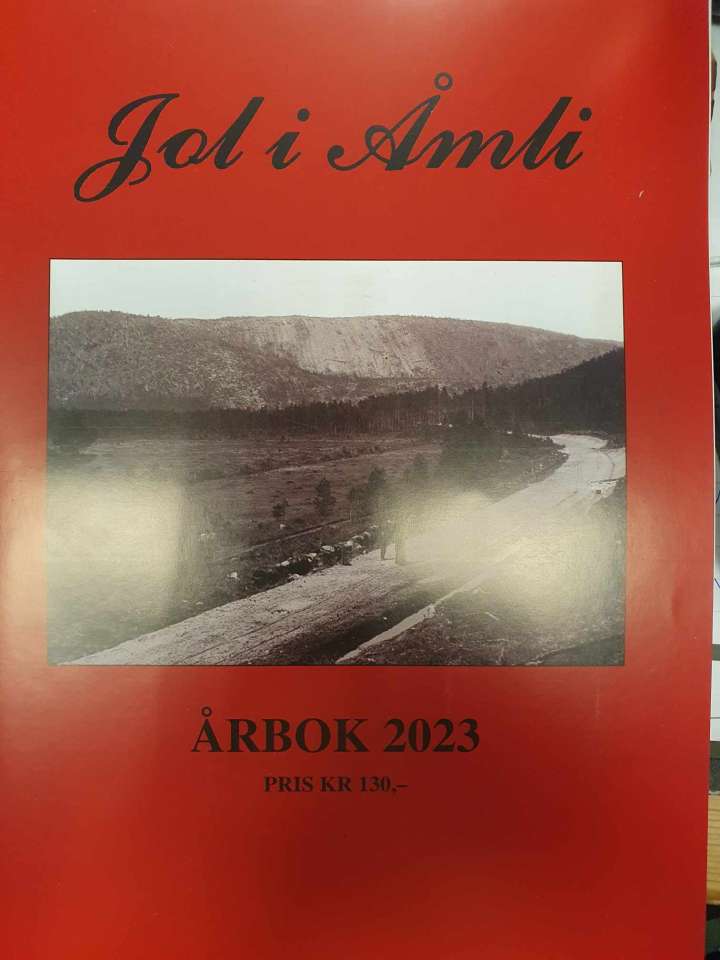 Jol i Åmli
ÅRBOK 2023
PRIS KR 130,–